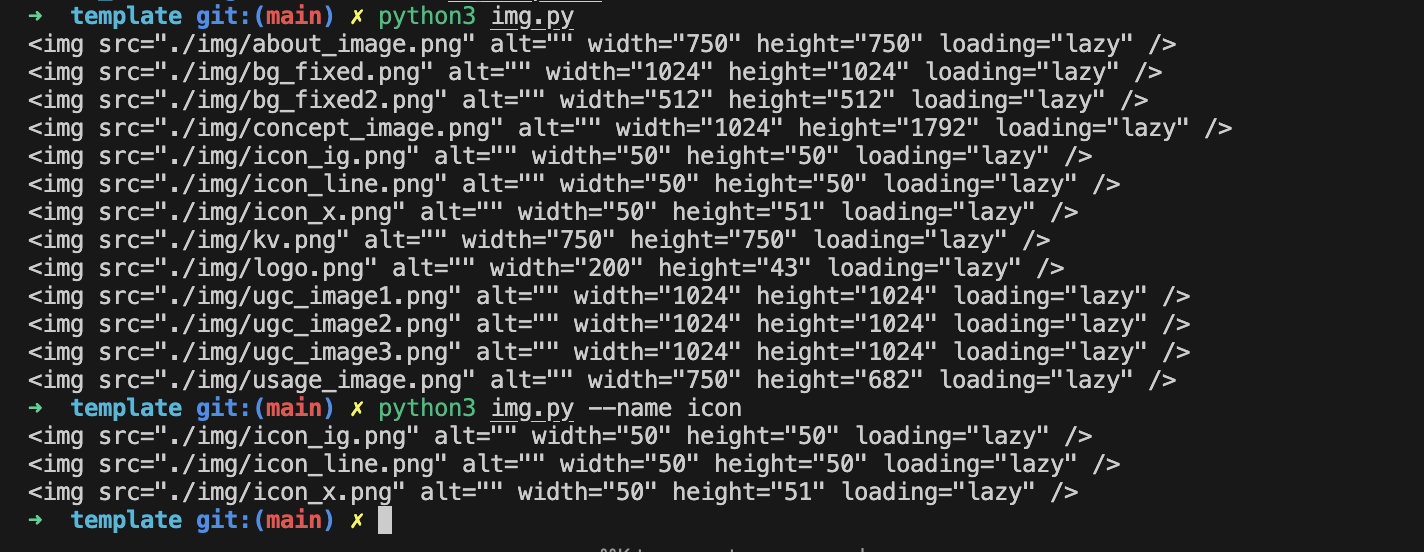 ➜  template git:(main) ✗ python3 img.py
<img src="./img/about_image.png" alt="" width="750" height="750" loading="lazy" />
<img src="./img/bg_fixed.png" alt="" width="1024" height="1024" loading="lazy" />
<img src="./img/bg_fixed2.png" alt="" width="512" height="512" loading="lazy" />
<img src="./img/concept_image.png" alt="" width="1024" height="1792" loading="lazy" />
<img src="./img/icon_ig.png" alt="" width="50" height="50" loading="lazy" />
<img src="./img/icon_line.png" alt="" width="50" height="50" loading="lazy" />
<img src="./img/icon_x.png" alt="" width="50" height="51" loading="lazy" />
<img src="./img/kv.png" alt="" width="750" height="750" loading="lazy" />
<img src="./img/logo.png" alt="" width="200" height="43" loading="lazy" />
<img src="./img/ugc_image1.png" alt="" width="1024" height="1024" loading="lazy" />
<img src="./img/ugc_image2.png" alt="" width="1024" height="1024" loading="lazy" />
<img src="./img/ugc_image3.png" alt="" width="1024" height="1024" loading="lazy" />
<img src="./img/usage_image.png" alt="" width="750" height="682" loading="lazy" />
➜  template git:(main) ✗ python3 img.py --name icon
<img src="./img/icon_ig.png" alt="" width="50" height="50" loading="lazy" />
<img src="./img/icon_line.png" alt="" width="50" height="50" loading="lazy" />
<img src="./img/icon_x.png" alt="" width="50" height="51" loading="lazy" />
➜  template git:(main) ✗